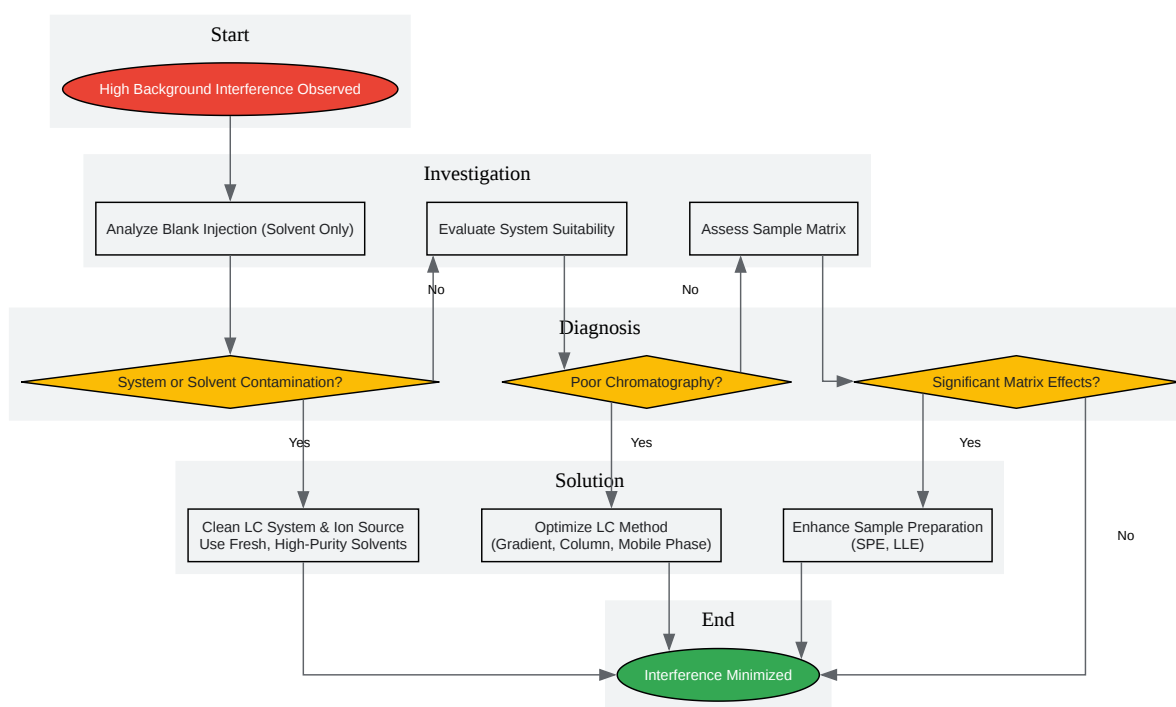 Start
High Background Interference Observed
Investigation
Analyze Blank Injection (Solvent Only)
Evaluate System Suitability
Assess Sample Matrix
No
No
Diagnosis
System or Solvent Contamination?
Poor Chromatography?
Significant Matrix Effects?
Yes
Yes
Yes
Solution
Clean LC System & Ion Source
Use Fresh, High-Purity Solvents
Optimize LC Method
(Gradient, Column, Mobile Phase)
Enhance Sample Preparation
(SPE, LLE)
No
End
Interference Minimized